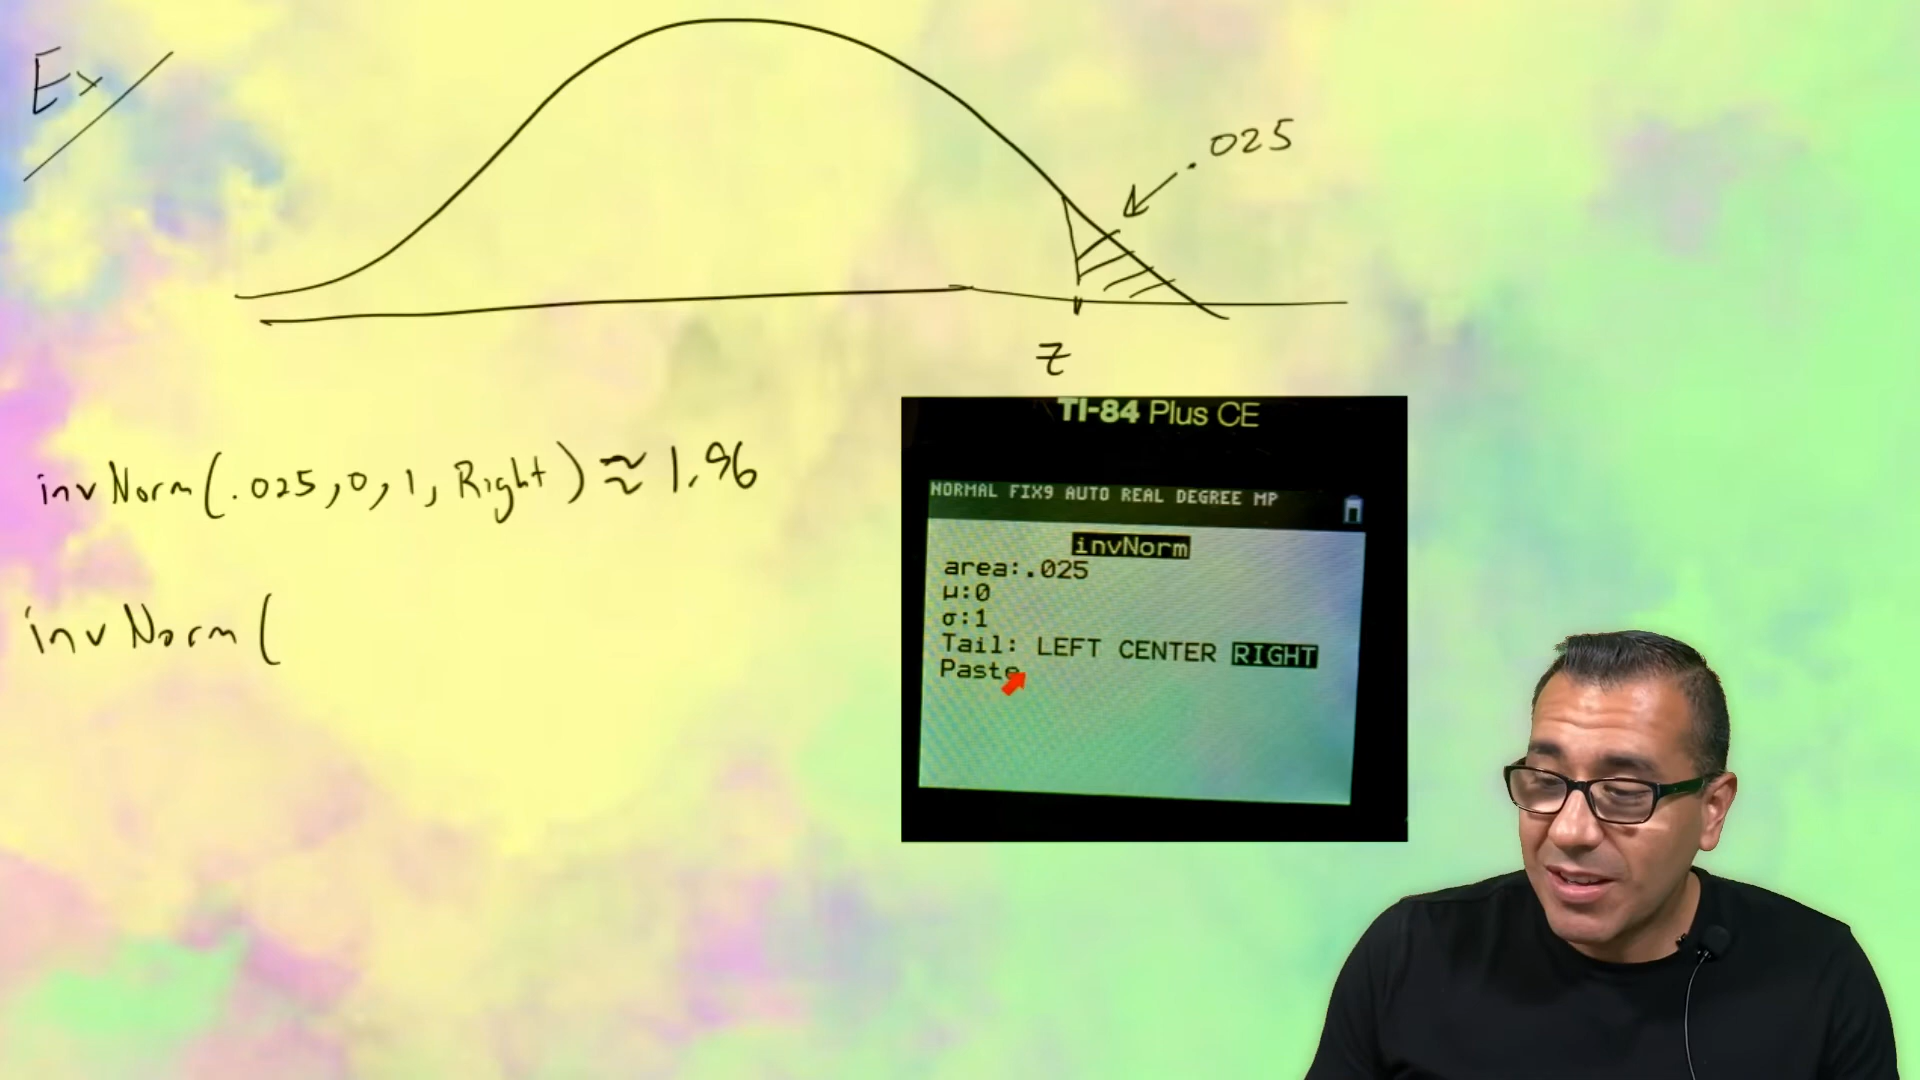 Ex
.025
z
invNorm(.025,0,1,Right)≈1.96
invNorm(
TI-84 Plus CE
NORMAL FIX9 AUTO REAL DEGREE MP
invNorm
area:.025
μ:0
σ:1
Tail: LEFT CENTER RIGHT
Paste